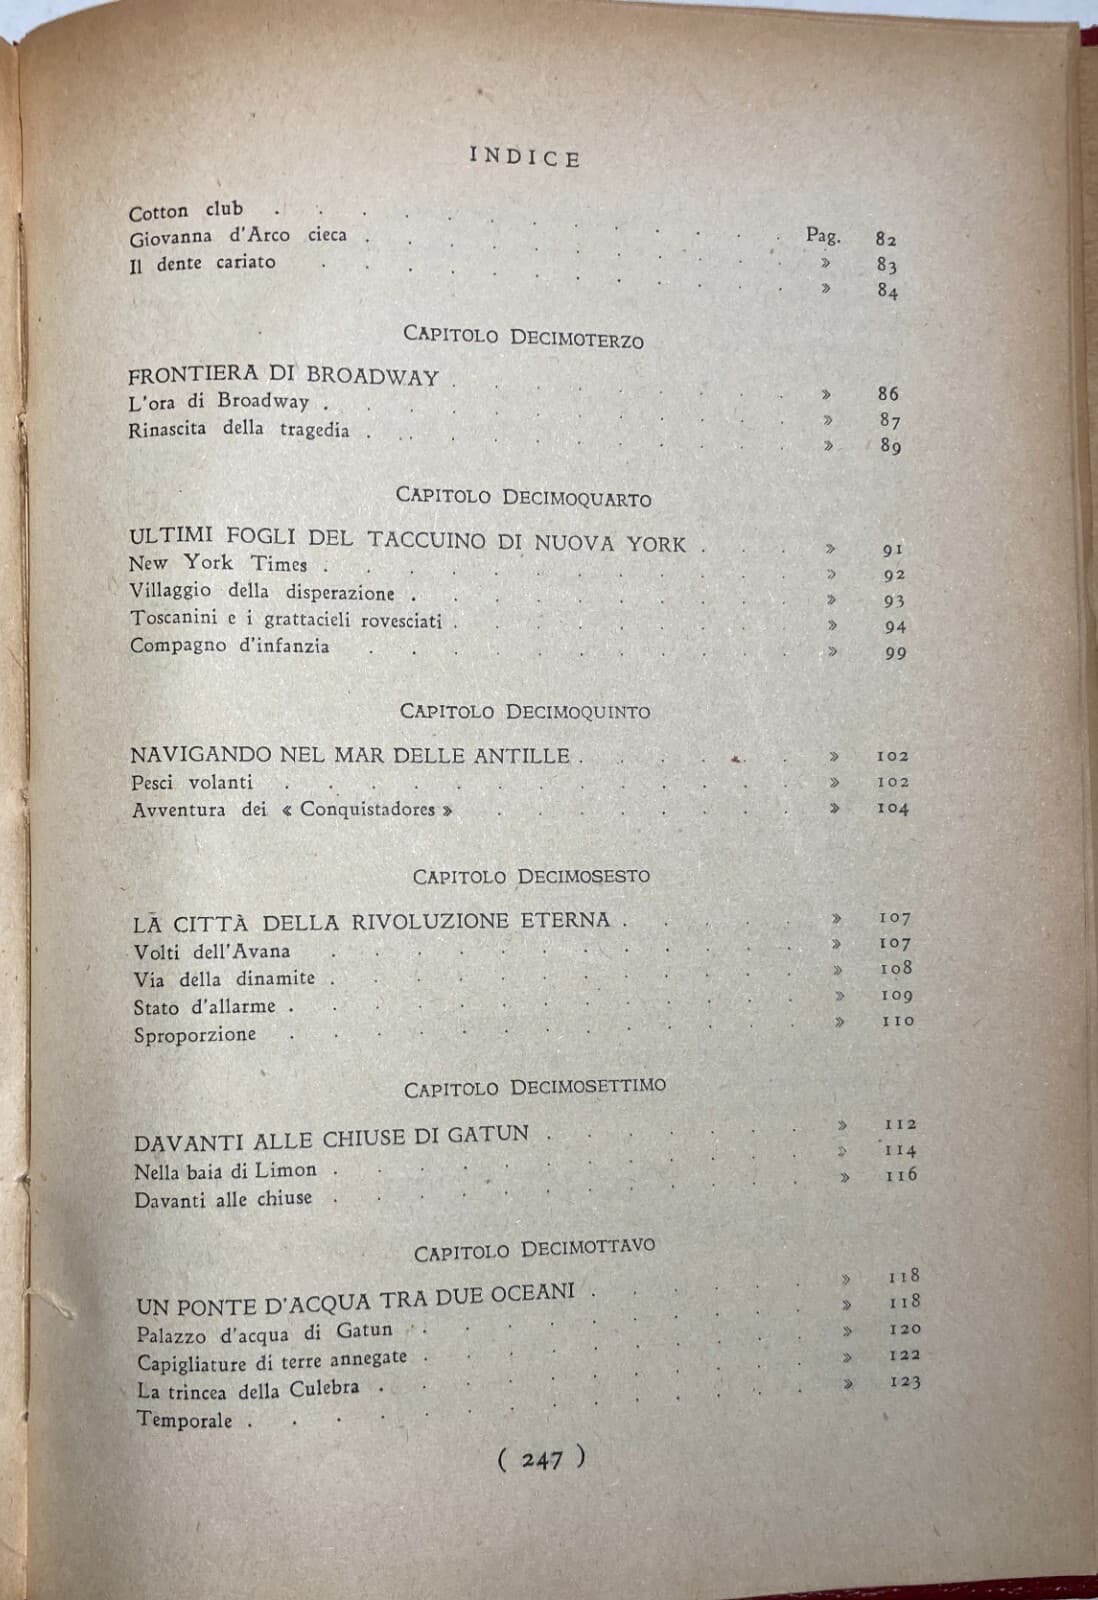 INDICE
Cotton club . . . . . . . . . . . . Pag. 82
Giovanna d'Arco cieca . . . . . . . . . . » 83
Il dente cariato . . . . . . . . . . . » 84
CAPITOLO DECIMOTERZO
FRONTIERA DI BROADWAY . . . . . . . . » 86
L'ora di Broadway . . . . . . . . . . . » 87
Rinascita della tragedia . . . . . . . . . . » 89
CAPITOLO DECIMOQUARTO
ULTIMI FOGLI DEL TACCUINO DI NUOVA YORK . . . » 91
New York Times . . . . . . . . . . . » 92
Villaggio della disperazione . . . . . . . . . » 93
Toscanini e i grattacieli rovesciati . . . . . . . . » 94
Compagno d'infanzia . . . . . . . . . . » 99
CAPITOLO DECIMOQUINTO
NAVIGANDO NEL MAR DELLE ANTILLE . . . . . . » 102
Pesci volanti . . . . . . . . . . . . » 102
Avventura dei « Conquistadores » . . . . . . . » 104
CAPITOLO DECIMOSESTO
LA CITTÀ DELLA RIVOLUZIONE ETERNA . . . . . » 107
Volti dell'Avana . . . . . . . . . . . » 107
Via della dinamite . . . . . . . . . . . » 108
Stato d'allarme . . . . . . . . . . . . » 109
Sproporzione . . . . . . . . . . . . » 110
CAPITOLO DECIMOSETTIMO
DAVANTI ALLE CHIUSE DI GATUN . . . . . . . » 112
Nella baia di Limon . . . . . . . . . . . » 114
Davanti alle chiuse . . . . . . . . . . . » 116
CAPITOLO DECIMOTTAVO
UN PONTE D'ACQUA TRA DUE OCEANI . . . . . . » 118
Palazzo d'acqua di Gatun . . . . . . . . . » 118
Capigliature di terre annegate . . . . . . . . . » 120
La trincea della Culebra . . . . . . . . . . » 122
Temporale . . . . . . . . . . . . . » 123
( 247 )